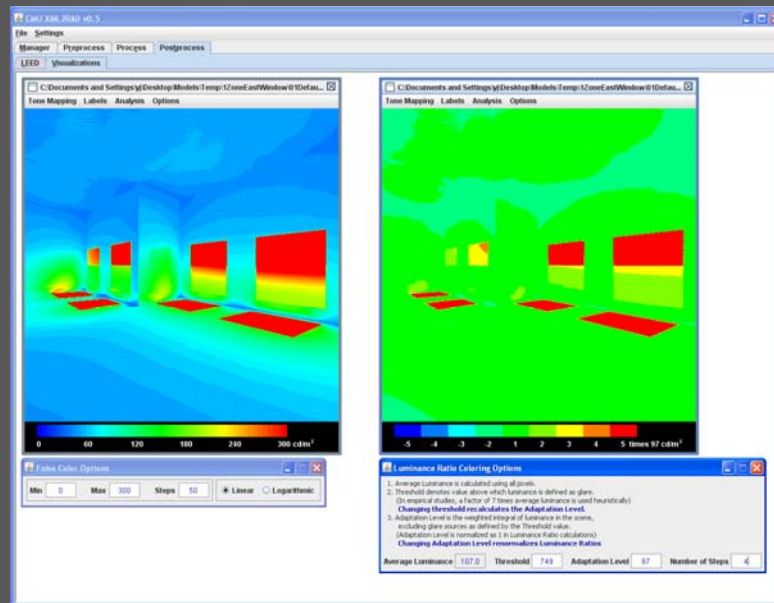 CMU XML2RAD v0.5
File Settings
Manager Preprocess Process Postprocess
LEED Visualizations
C:\Documents and Settings\yj\Desktop\Models\Temp\1ZoneEastWindow\01Defau...
Tone Mapping Labels Analysis Options
0 60 120 180 240 300 cd/m²
False Color Options
Min 0 Max 300 Steps 50 Linear Logarithmic
C:\Documents and Settings\yj\Desktop\Models\Temp\1ZoneEastWindow\01Defau...
Tone Mapping Labels Analysis Options
-5 -4 -3 -2 1 2 3 4 5 times 97 cd/m²
Luminance Ratio Coloring Options
1. Average Luminance is calculated using all pixels.
2. Threshold denotes value above which luminance is defined as glare.
(In empirical studies, a factor of 7 times average luminance is used heuristically)
Changing threshold recalculates the Adaptation Level.
3. Adaptation Level is the weighted integral of luminance in the scene,
excluding glare sources as defined by the Threshold value.
(Adaptation Level is normalized as 1 in Luminance Ratio calculations)
Changing Adaptation Level renormalizes Luminance Ratios
Average Luminance 107.0 Threshold 749 Adaptation Level 97 Number of Steps 4